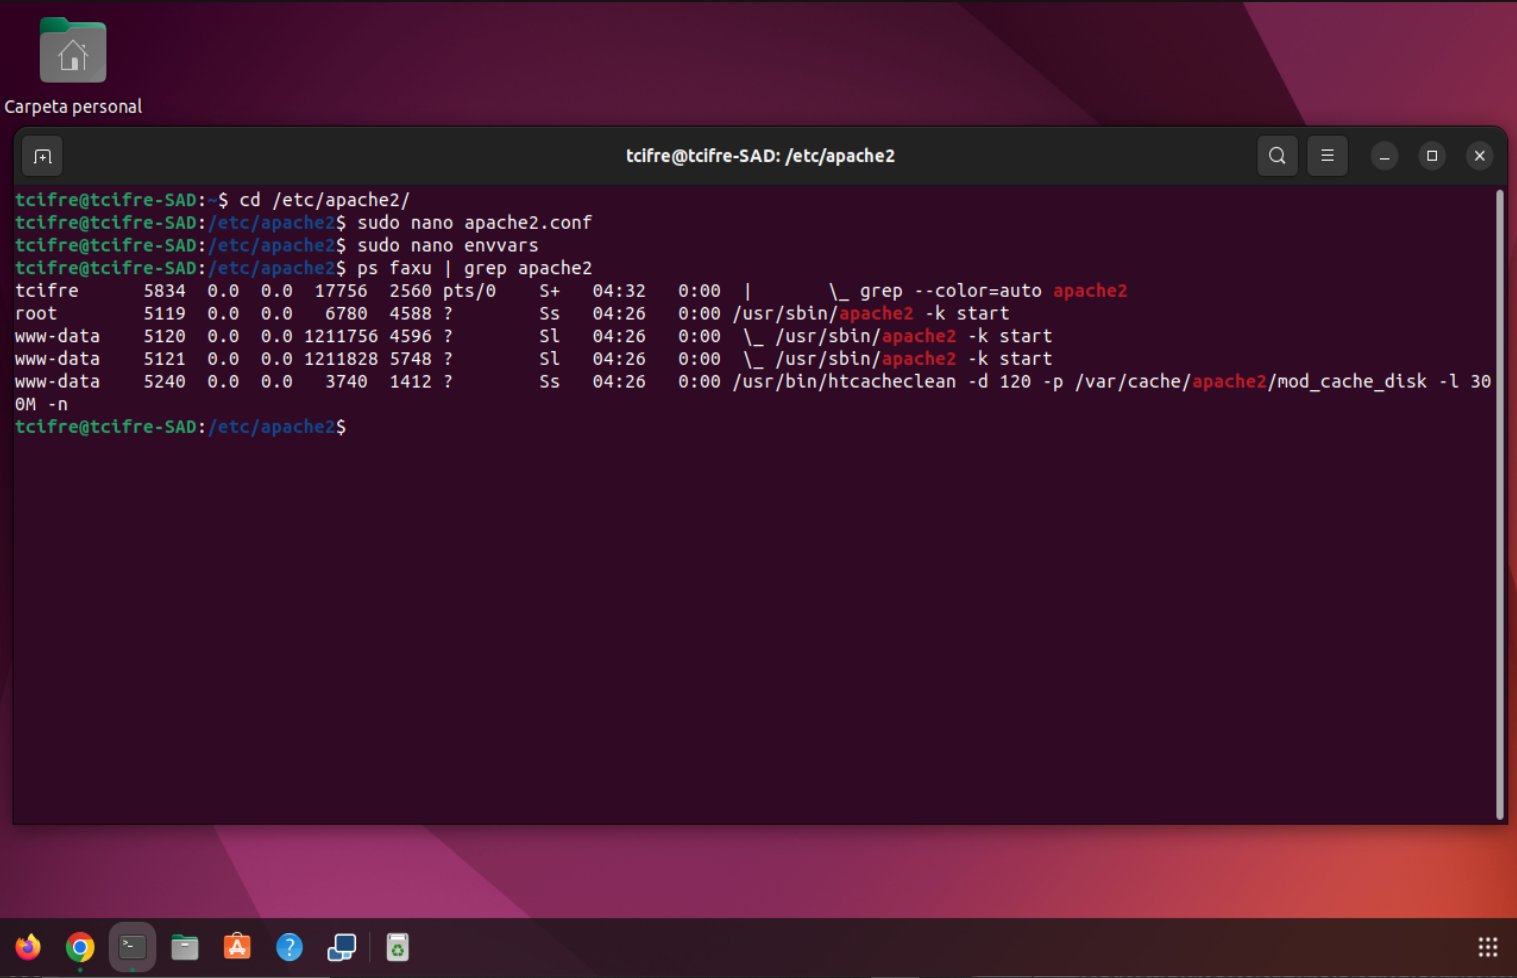 Carpeta personal
tcifre@tcifre-SAD: /etc/apache2
tcifre@tcifre-SAD:~$ cd /etc/apache2/
tcifre@tcifre-SAD:/etc/apache2$ sudo nano apache2.conf
tcifre@tcifre-SAD:/etc/apache2$ sudo nano envvars
tcifre@tcifre-SAD:/etc/apache2$ ps faxu | grep apache2
tcifre      5834  0.0  0.0  17756  2560 pts/0    S+   04:32   0:00  |       \_ grep --color=auto apache2
root        5119  0.0  0.0   6780  4588 ?        Ss   04:26   0:00 /usr/sbin/apache2 -k start
www-data    5120  0.0  0.0 1211756 4596 ?        Sl   04:26   0:00  \_ /usr/sbin/apache2 -k start
www-data    5121  0.0  0.0 1211828 5748 ?        Sl   04:26   0:00  \_ /usr/sbin/apache2 -k start
www-data    5240  0.0  0.0   3740  1412 ?        Ss   04:26   0:00 /usr/bin/htcacheclean -d 120 -p /var/cache/apache2/mod_cache_disk -l 30
0M -n
tcifre@tcifre-SAD:/etc/apache2$